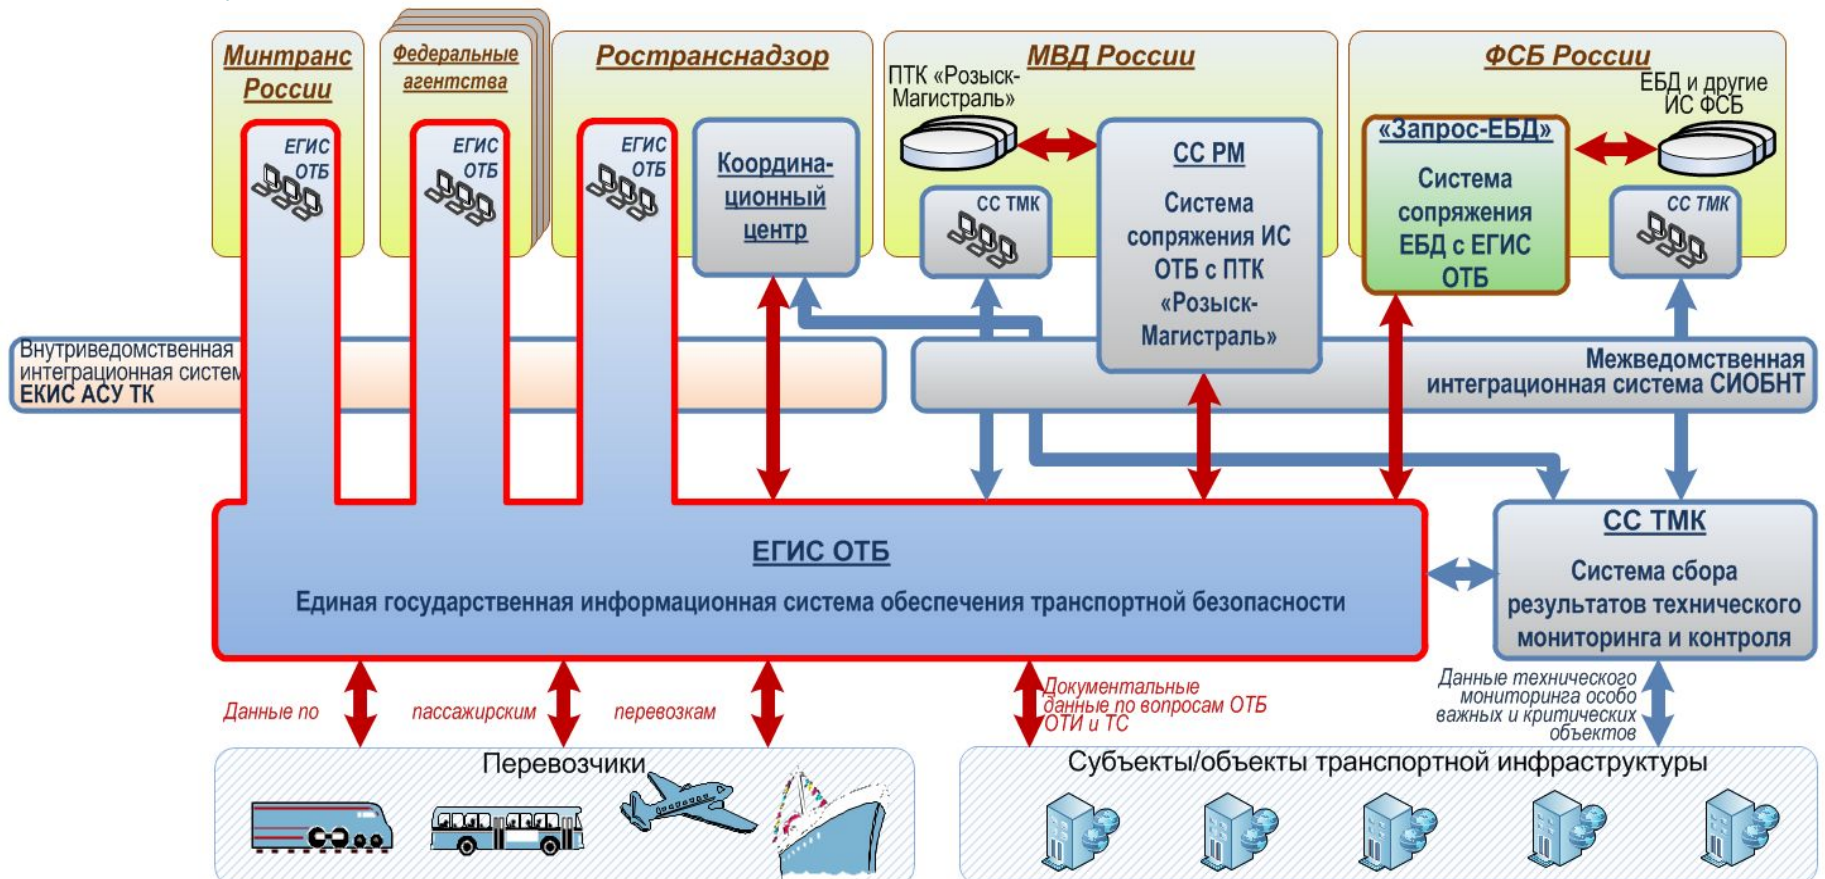 Минтранс
России
Федеральные
агентства
Ространснадзор
МВД России
ФСБ России
ПТК «Розыск-
Магистраль»
ЕБД и другие
ИС ФСБ
ЕГИС
ОТБ
ЕГИС
ОТБ
ЕГИС
ОТБ
Координа-
ционный
центр
СС ТМК
СС РМ
Система
сопряжения ИС
ОТБ с ПТК
«Розыск-
Магистраль»
«Запрос-ЕБД»
Система
сопряжения
ЕБД с ЕГИС
ОТБ
СС ТМК
Внутриведомственная
интеграционная систем
ЕКИС АСУ ТК
Межведомственная
интеграционная система СИОБНТ
ЕГИС ОТБ
Единая государственная информационная система обеспечения транспортной безопасности
СС ТМК
Система сбора
результатов технического
мониторинга и контроля
Данные по
пассажирским
перевозкам
Документальные
данные по вопросам ОТБ
ОТИ и ТС
Данные технического
мониторинга особо
важных и критических
объектов
Перевозчики
Субъекты/объекты транспортной инфраструктуры